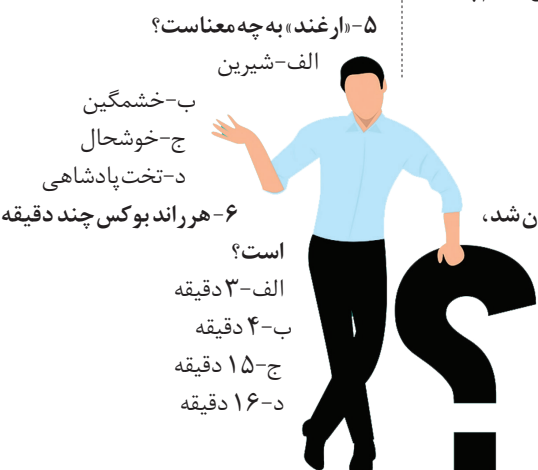 ۵-«ارغند» به چه معناست؟
الف-شیرین
ب-خشمگین
ج-خوشحال
د-تخت پادشاهی
۶-هر راند بوکس چند دقیقه
است؟
الف-۳ دقیقه
ب-۴ دقیقه
ج-۱۵ دقیقه
د-۱۶ دقیقه
ن شد،
؟